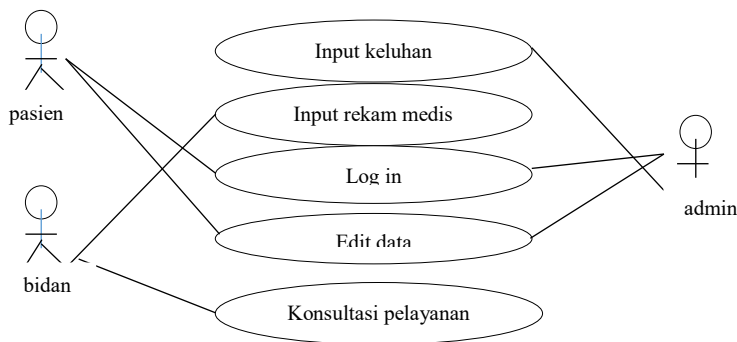 Input keluhan
pasien
Input rekam medis
Log in
admin
Edit data
bidan
Konsultasi pelayanan